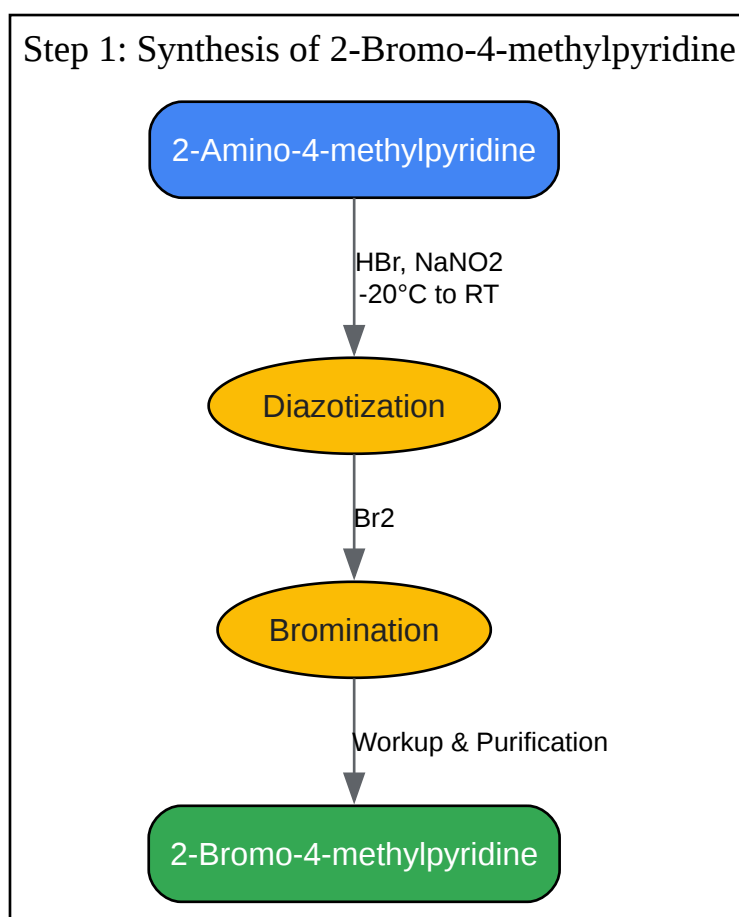 Step 1: Synthesis of 2-Bromo-4-methylpyridine
2-Amino-4-methylpyridine
HBr, NaNO2
-20°C to RT
Diazotization
Br2
Bromination
Workup & Purification
2-Bromo-4-methylpyridine